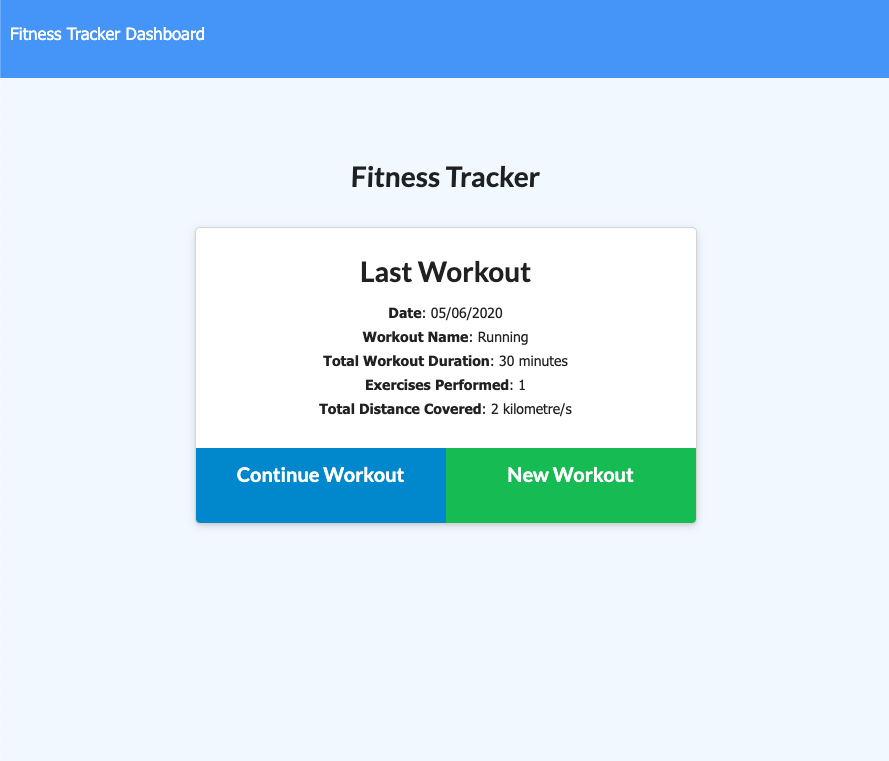 Fitness Tracker Dashboard
Fitness Tracker
Last Workout
Date: 05/06/2020
Workout Name: Running
Total Workout Duration: 30 minutes
Exercises Performed: 1
Total Distance Covered: 2 kilometre/s
Continue Workout
New Workout